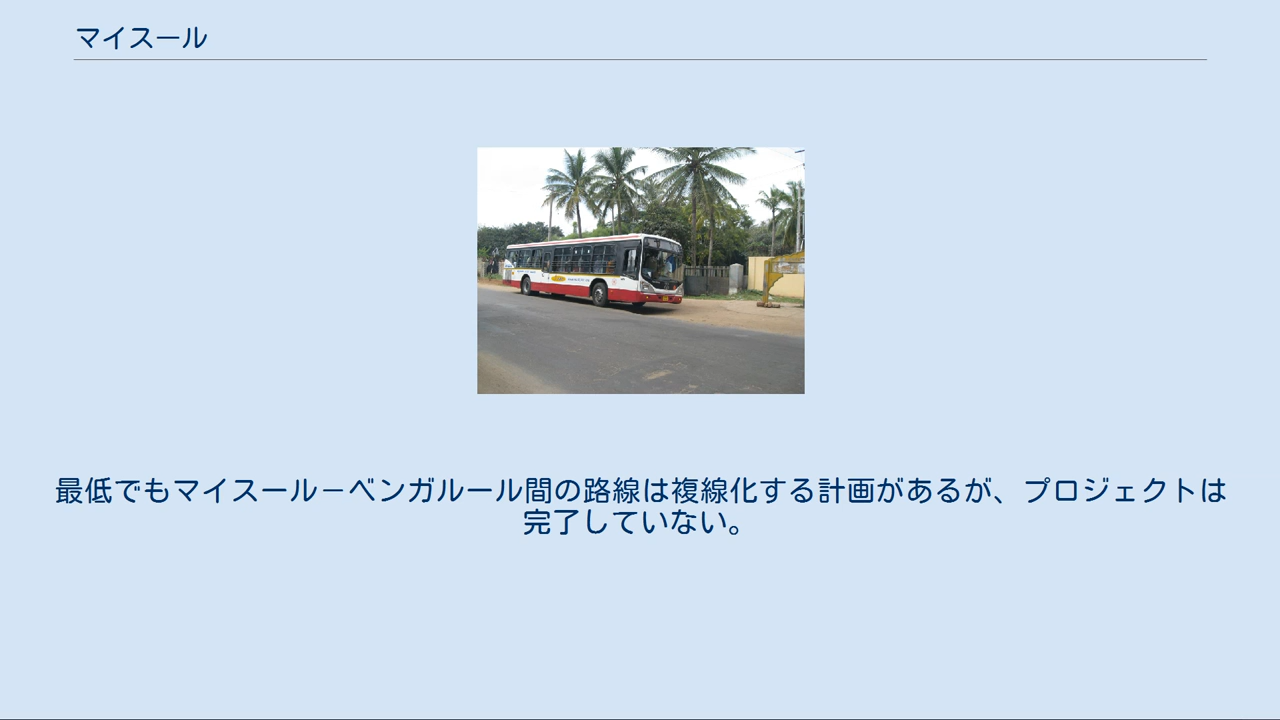 マイスール
最低でもマイスール－ベンガルール間の路線は複線化する計画があるが、プロジェクトは
完了していない。